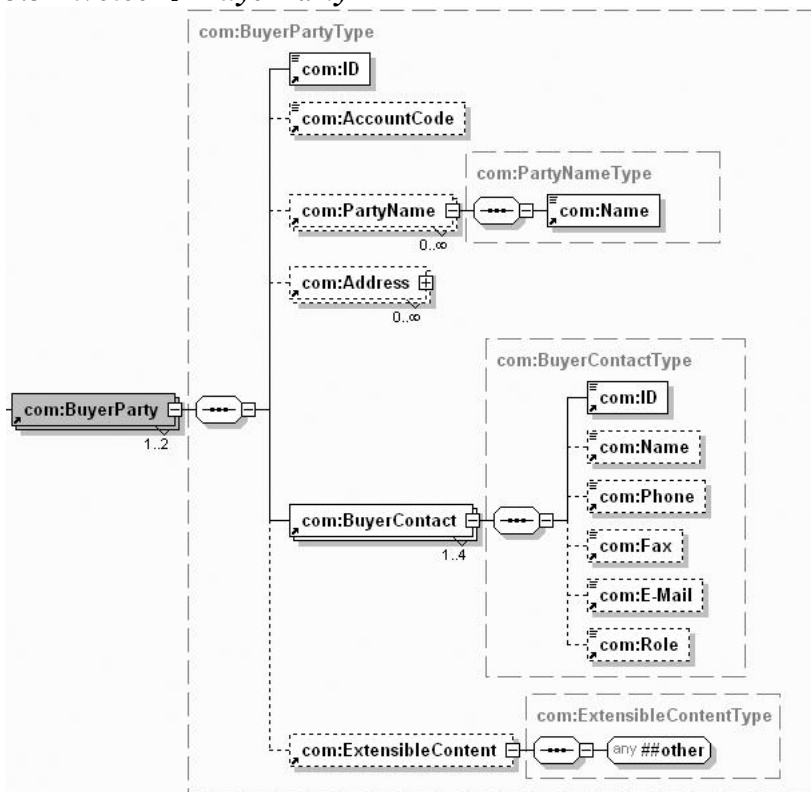 BuyerParty
com:BuyerPartyType
com:ID
com:AccountCode
com:PartyNameType
com:PartyName
com:Name
0..∞
com:Address
0..∞
com:BuyerContactType
com:ID
com:BuyerParty
1..2
com:Name
com:Phone
com:BuyerContact
1..4
com:Fax
com:E-Mail
com:Role
com:ExtensibleContentType
com:ExtensibleContent
any ##other